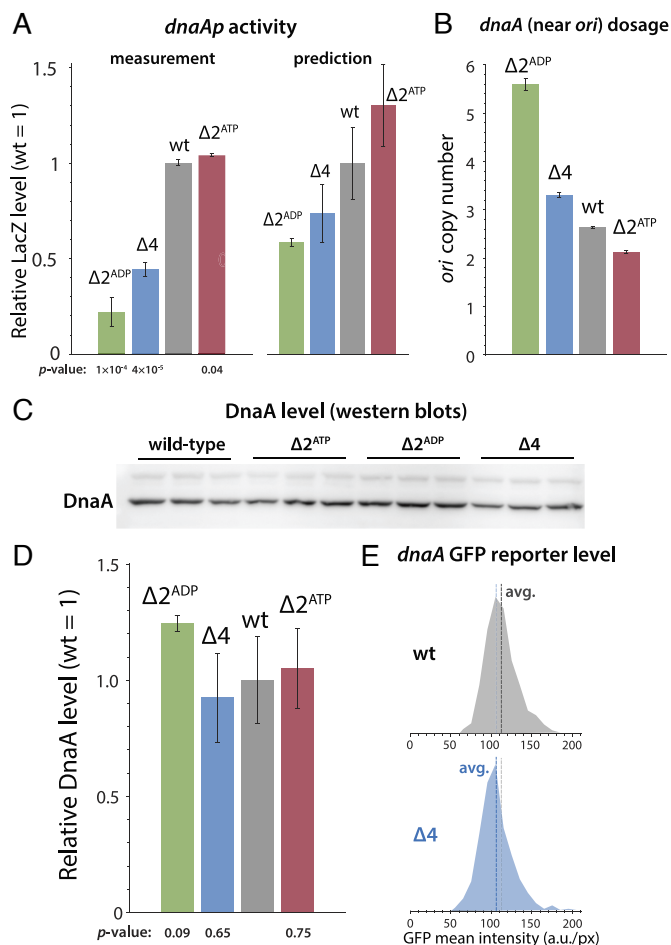 A
dnaAp activity
measurement
prediction
Relative LacZ level (wt = 1)
1.5
1
0.5
0
Δ2ADP
Δ4
wt
Δ2ATP
Δ2ADP
Δ4
wt
Δ2ATP
p-value: 1×10-4 4×10-5 0.04
B
dnaA (near ori) dosage
ori copy number
6
5
4
3
2
1
0
Δ2ADP
Δ4
wt
Δ2ATP
C
DnaA level (western blots)
wild-type Δ2ATP Δ2ADP Δ4
DnaA
D
Relative DnaA level (wt = 1)
1.5
1.0
0.5
0
Δ2ADP
Δ4
wt
Δ2ATP
p-value: 0.09 0.65 0.75
E
dnaA GFP reporter level
avg.
wt
0 50 100 150 200
avg.
Δ4
0 50 100 150 200
GFP mean intensity (a.u./px)